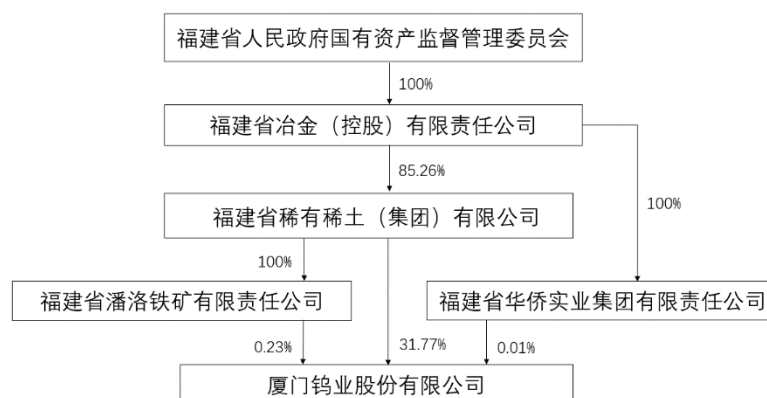 福建省人民政府国有资产监督管理委员会
100%
福建省冶金（控股）有限责任公司
85.26%
100%
福建省稀有稀土（集团）有限公司
100%
福建省潘洛铁矿有限责任公司
福建省华侨实业集团有限责任公司
0.23%
31.77%
0.01%
厦门钨业股份有限公司